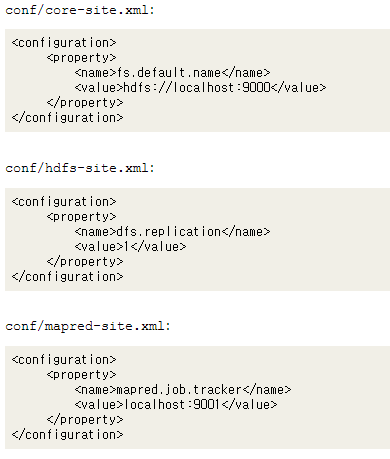 conf/core-site.xml:
<configuration>
<property>
<name>fs.default.name</name>
<value>hdfs://localhost:9000</value>
</property>
</configuration>
conf/hdfs-site.xml:
<configuration>
<property>
<name>dfs.replication</name>
<value>1</value>
</property>
</configuration>
conf/mapred-site.xml:
<configuration>
<property>
<name>mapred.job.tracker</name>
<value>localhost:9001</value>
</property>
</configuration>